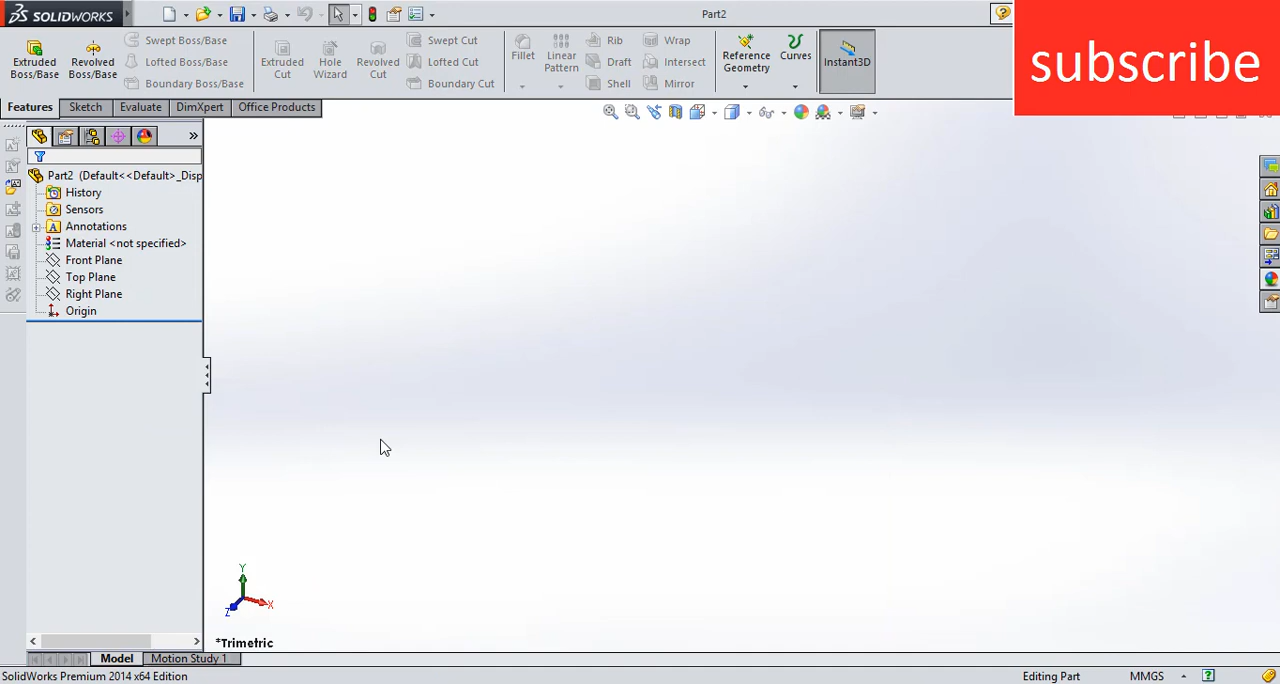 SOLIDWORKS
Part2
subscribe
Extruded Boss/Base
Revolved Boss/Base
Swept Boss/Base
Lofted Boss/Base
Boundary Boss/Base
Extruded Cut
Hole Wizard
Revolved Cut
Swept Cut
Lofted Cut
Boundary Cut
Fillet
Linear Pattern
Rib
Draft
Shell
Wrap
Intersect
Mirror
Reference Geometry
Curves
Instant3D
Features Sketch Evaluate DimXpert Office Products
Part2 (Default<<Default>_Disp
History
Sensors
Annotations
Material <not specified>
Front Plane
Top Plane
Right Plane
Origin
Y
X
Z
*Trimetric
Model Motion Study 1
SolidWorks Premium 2014 x64 Edition
Editing Part
MMGS